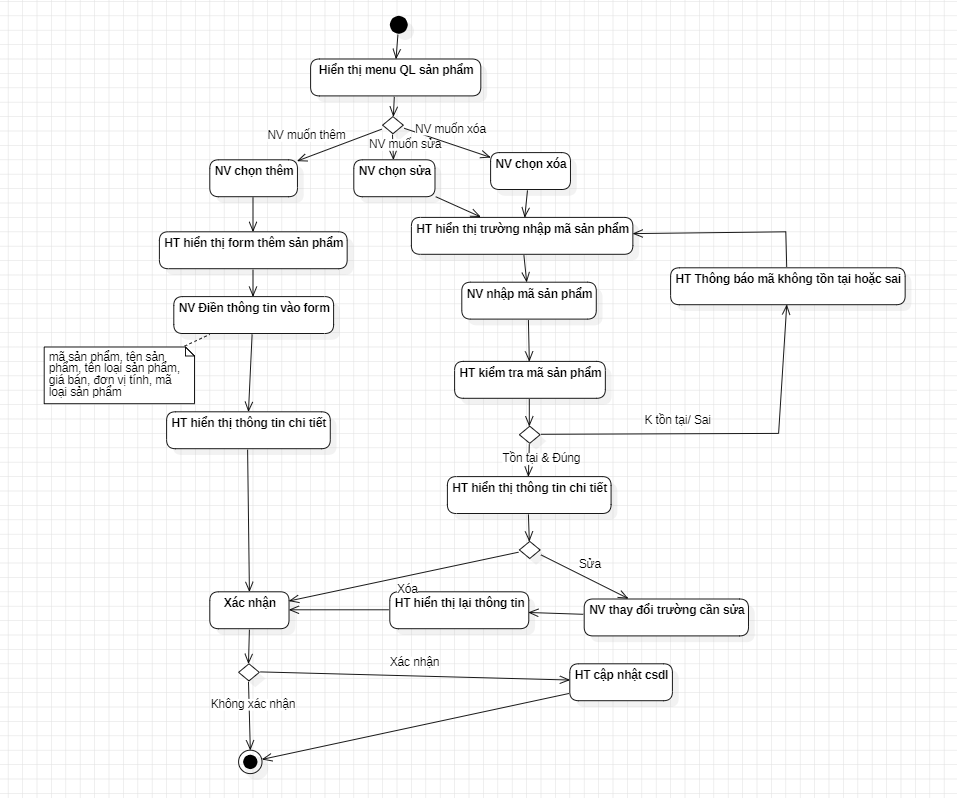 Hiển thị menu QL sản phẩm
NV muốn thêm
NV muốn sửa
NV muốn xóa
NV chọn thêm
NV chọn sửa
NV chọn xóa
HT hiển thị form thêm sản phẩm
HT hiển thị trường nhập mã sản phẩm
HT Thông báo mã không tồn tại hoặc sai
NV Điền thông tin vào form
NV nhập mã sản phẩm
mã sản phẩm, tên sản
phẩm, tên loại sản phẩm,
giá bán, đơn vị tính, mã
loại sản phẩm
HT kiểm tra mã sản phẩm
HT hiển thị thông tin chi tiết
K tồn tại/ Sai
Tồn tại & Đúng
HT hiển thị thông tin chi tiết
Sửa
Xóa
Xác nhận
HT hiển thị lại thông tin
NV thay đổi trường cần sửa
Xác nhận
HT cập nhật csdl
Không xác nhận